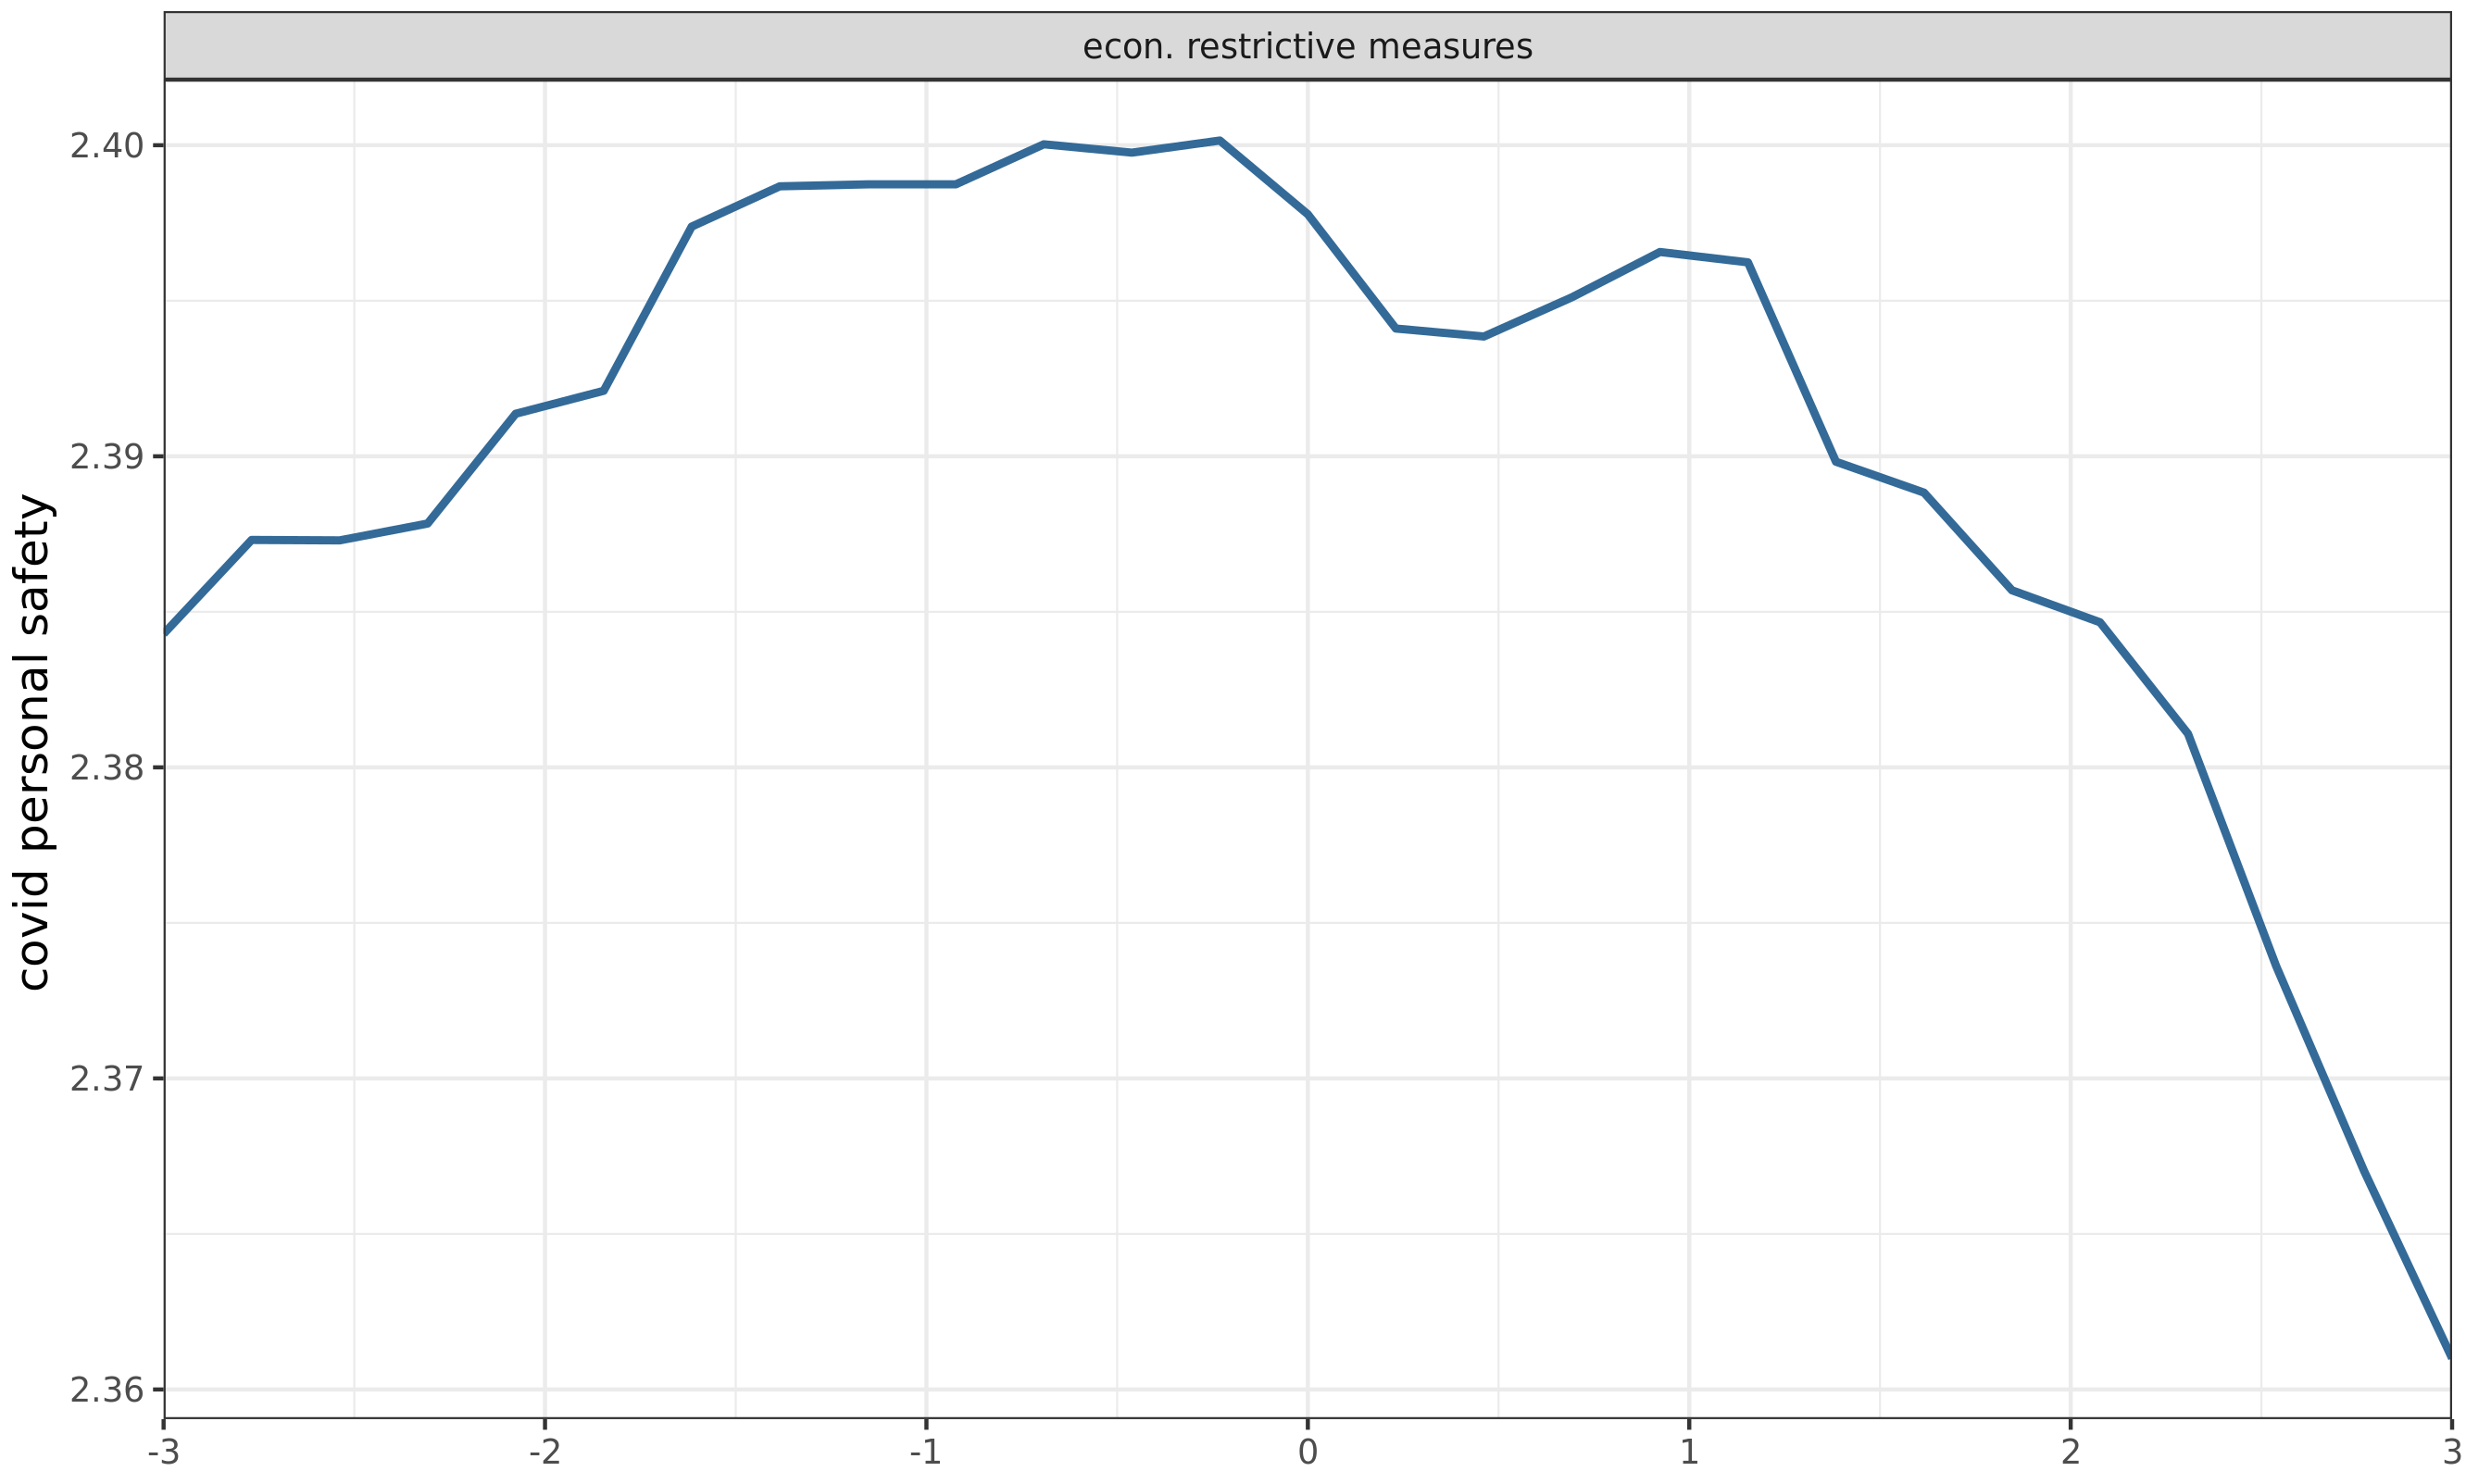 econ. restrictive measures
covid personal safety
2.40
2.39
2.38
2.37
2.36
-3 -2 -1 0 1 2 3